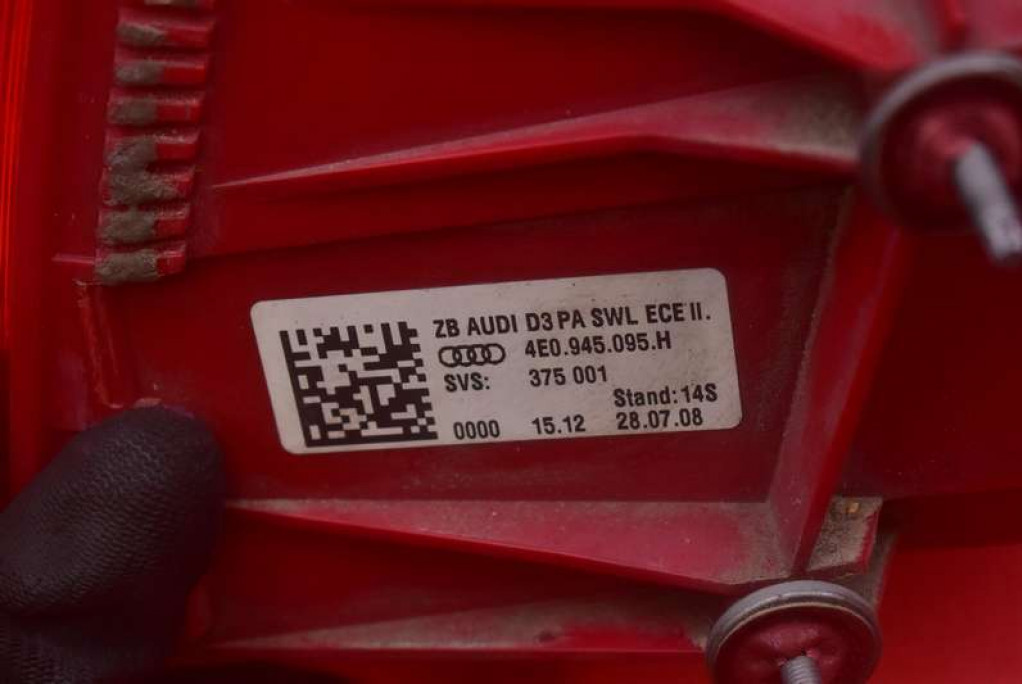 ZB AUDI D3 PA SWL ECE II.
4E0.945.095.H
SVS: 375 001
Stand: 14S
0000 15.12 28.07.08